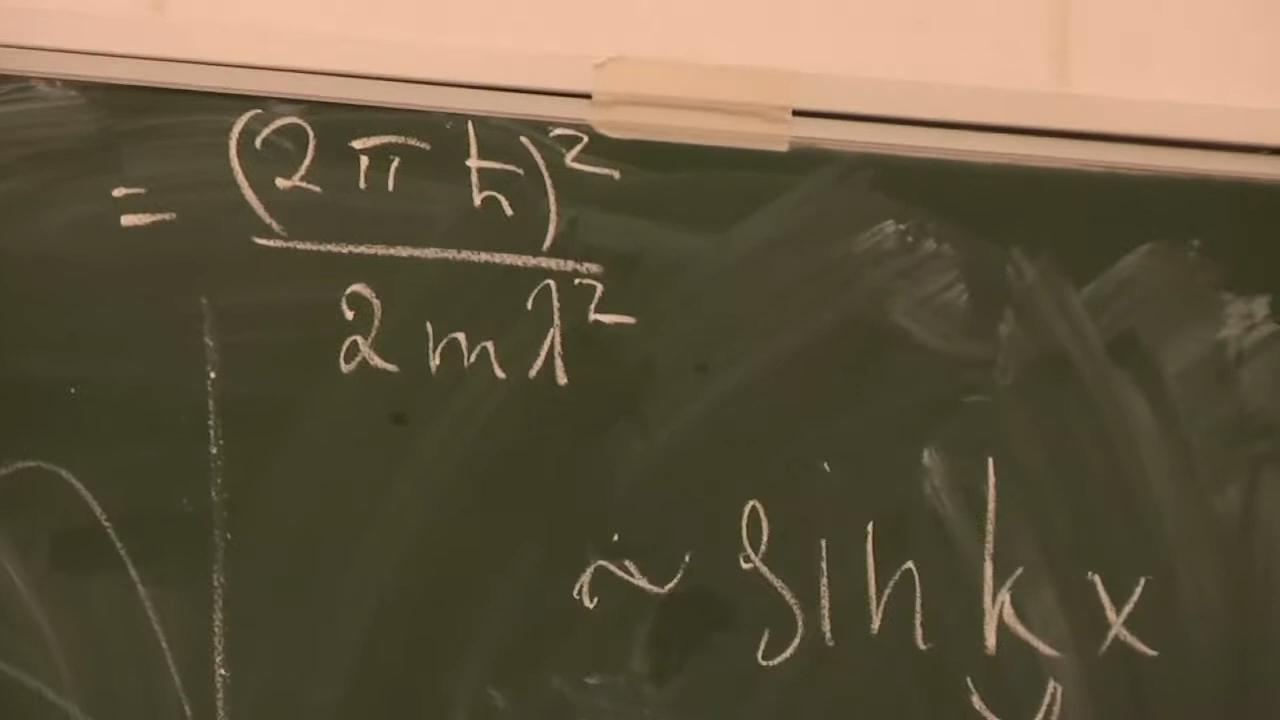 = (2πħ)²
2mλ²
~ sin kx